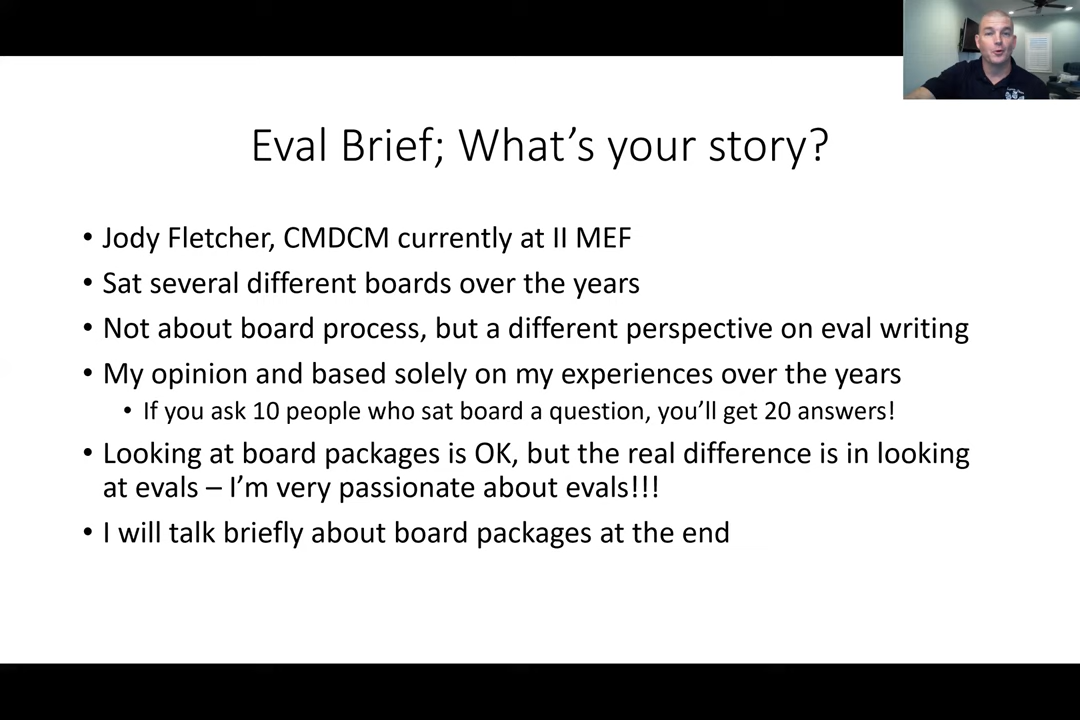 Eval Brief; What’s your story?
• Jody Fletcher, CMDCM currently at II MEF
• Sat several different boards over the years
• Not about board process, but a different perspective on eval writing
• My opinion and based solely on my experiences over the years
• If you ask 10 people who sat board a question, you’ll get 20 answers!
• Looking at board packages is OK, but the real difference is in looking
at evals – I’m very passionate about evals!!!
• I will talk briefly about board packages at the end